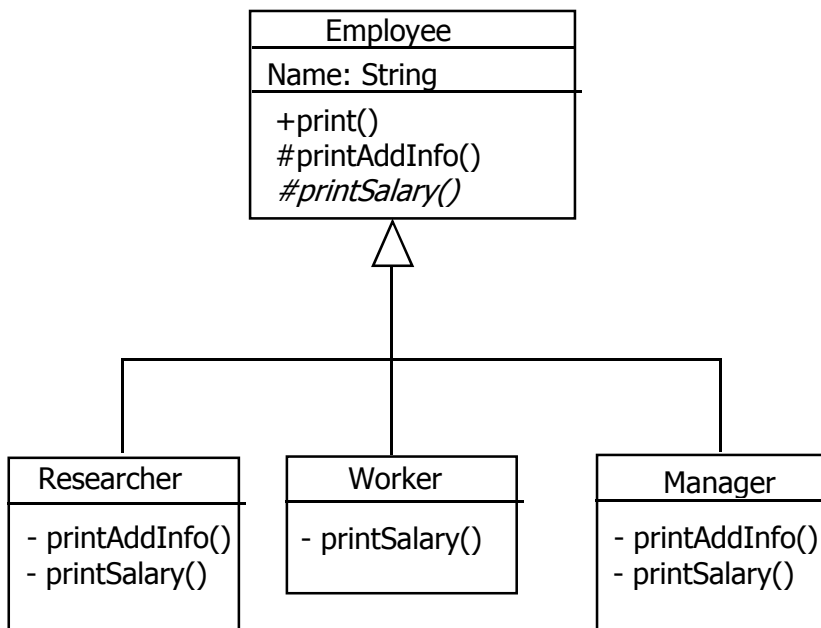 Employee
Name: String
+print()
#printAddInfo()
#printSalary()
Researcher
- printAddInfo()
- printSalary()
Worker
- printSalary()
Manager
- printAddInfo()
- printSalary()